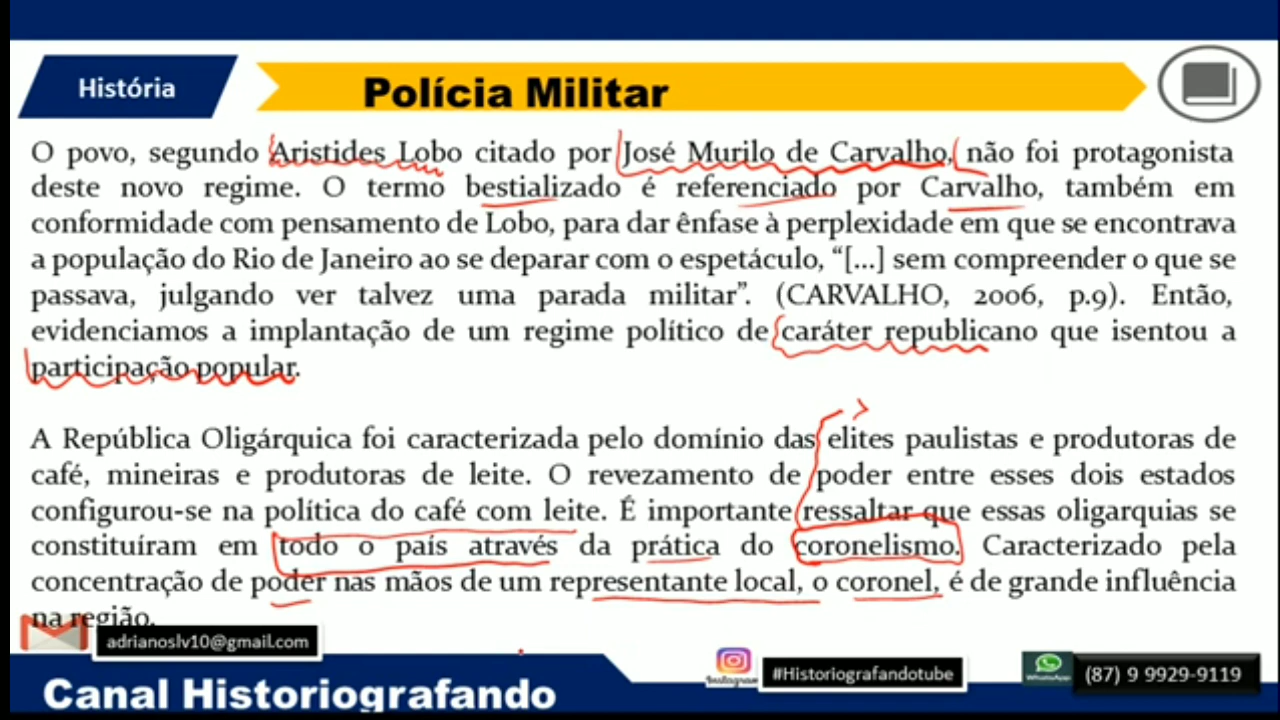 História
Polícia Militar
O povo, segundo Aristides Lobo citado por José Murilo de Carvalho, não foi protagonista
deste novo regime. O termo bestializado é referenciado por Carvalho, também em
conformidade com pensamento de Lobo, para dar ênfase à perplexidade em que se encontrava
a população do Rio de Janeiro ao se deparar com o espetáculo, “[...] sem compreender o que se
passava, julgando ver talvez uma parada militar”. (CARVALHO, 2006, p.9). Então,
evidenciamos a implantação de um regime político de caráter republicano que isentou a
participação popular.
A República Oligárquica foi caracterizada pelo domínio das elites paulistas e produtoras de
café, mineiras e produtoras de leite. O revezamento de poder entre esses dois estados
configurou-se na política do café com leite. É importante ressaltar que essas oligarquias se
constituíram em todo o país através da prática do coronelismo. Caracterizado pela
concentração de poder nas mãos de um representante local, o coronel, é de grande influência
na região.
adrianoslv10@gmail.com
Canal Historiografando
Instagram
#Historiografandotube
WhatsApp
(87) 9 9929-9119